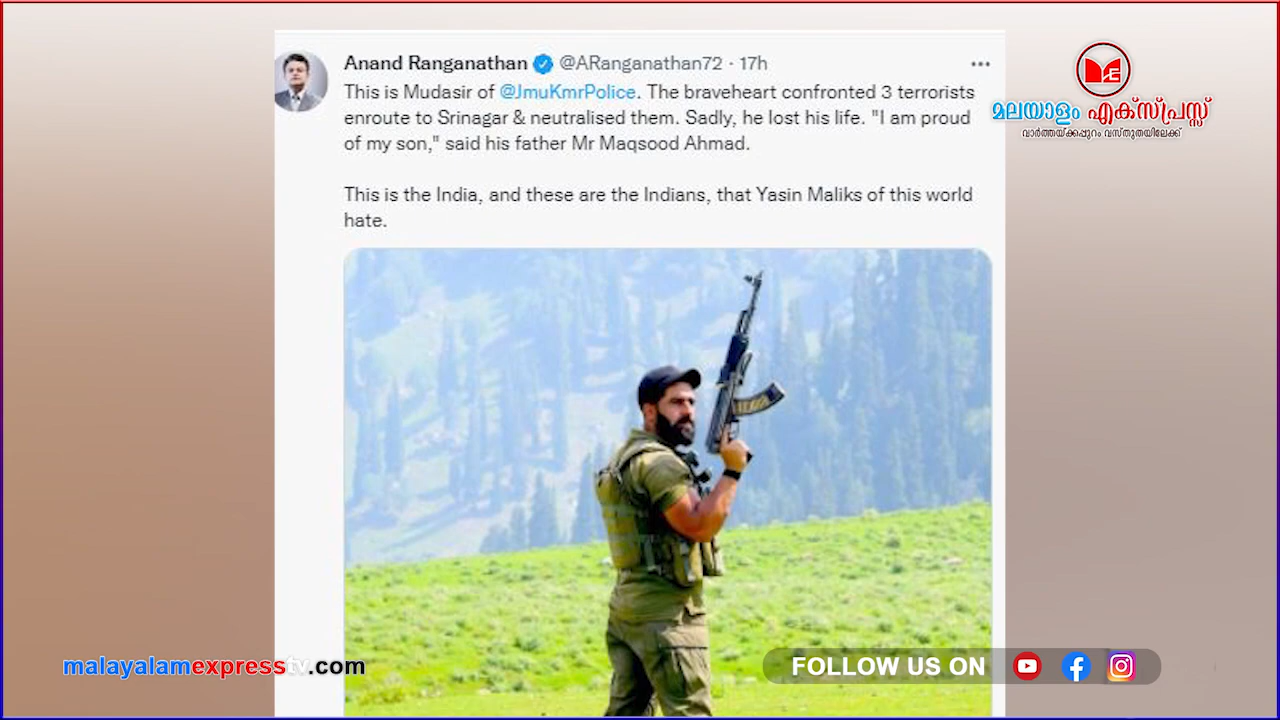 Anand Ranganathan @ARanganathan72 · 17h
This is Mudasir of @JmuKmrPolice. The braveheart confronted 3 terrorists
enroute to Srinagar & neutralised them. Sadly, he lost his life. "I am proud
of my son," said his father Mr Maqsood Ahmad.
This is the India, and these are the Indians, that Yasin Maliks of this world
hate.
മലയാളം എക്സ്പ്രസ്സ്
വാർത്തയ്ക്കപ്പുറം വസ്തുതയിലേക്ക്
malayalamexpresstv.com
FOLLOW US ON